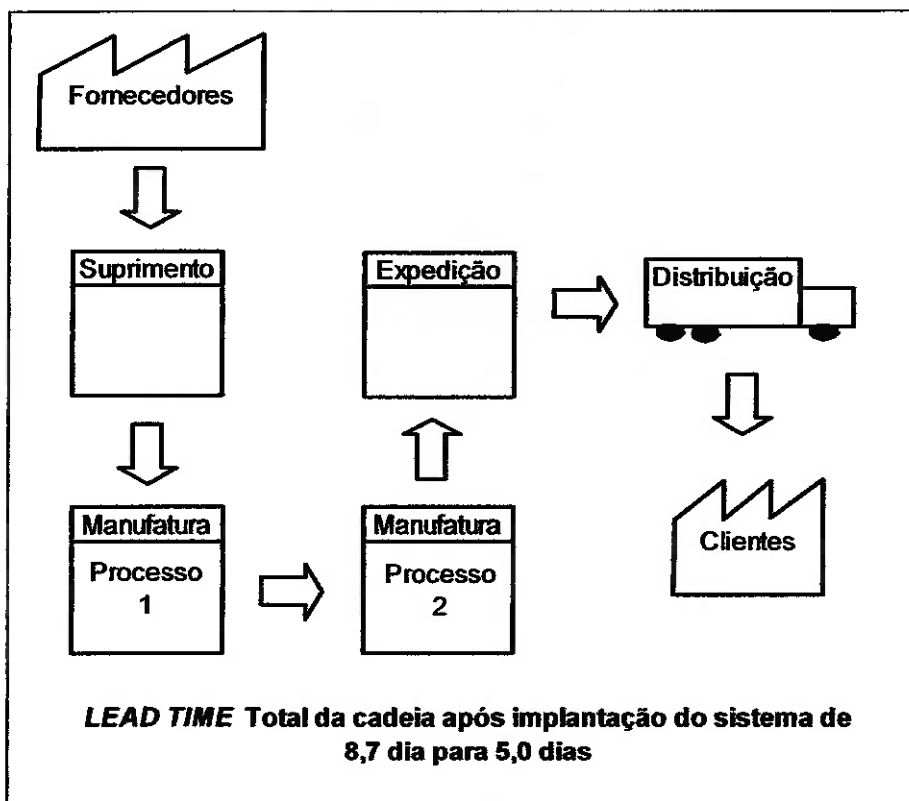 Fornecedores
Suprimento
Expedição
Distribuição
Manufatura
Processo
1
Manufatura
Processo
2
Clientes
LEAD TIME Total da cadeia após implantação do sistema de
8,7 dia para 5,0 dias